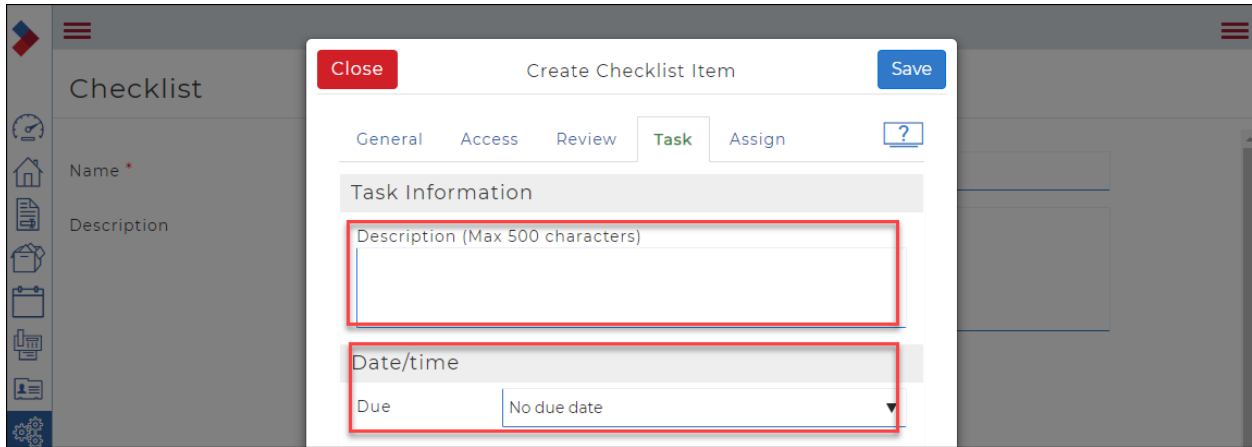 Close
Create Checklist Item
Save
Checklist
General Access Review Task Assign
?
Name *
Task Information
Description
Description (Max 500 characters)
Date/time
Due No due date